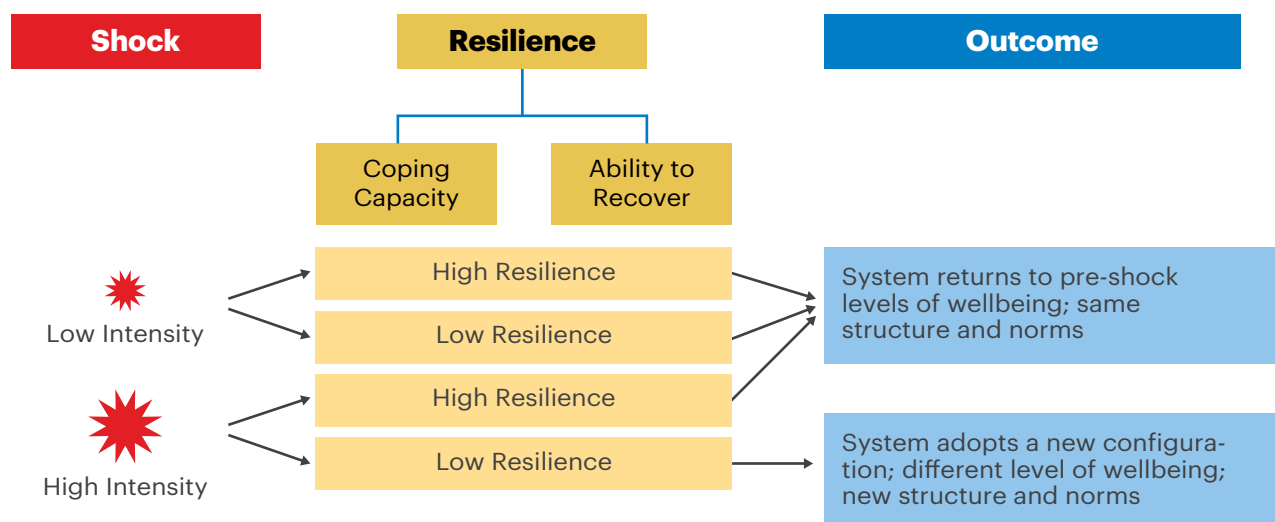 Shock
Resilience
Outcome
Coping
Capacity
Ability to
Recover
Low Intensity
High Resilience
Low Resilience
System returns to pre-shock
levels of wellbeing; same
structure and norms
High Intensity
High Resilience
Low Resilience
System adopts a new configura-
tion; different level of wellbeing;
new structure and norms